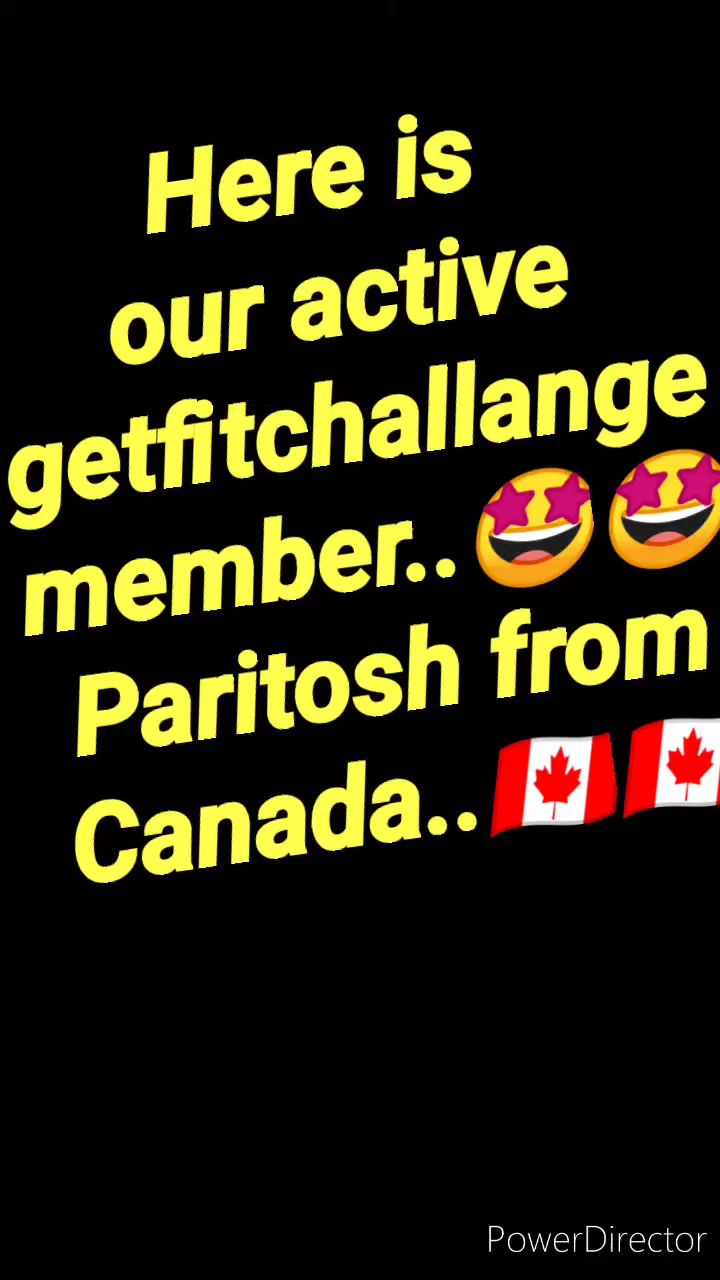 Here is
our active
getfitchallange
member..🤩🤩
Paritosh from
Canada..🇨🇦🇨🇦
PowerDirector